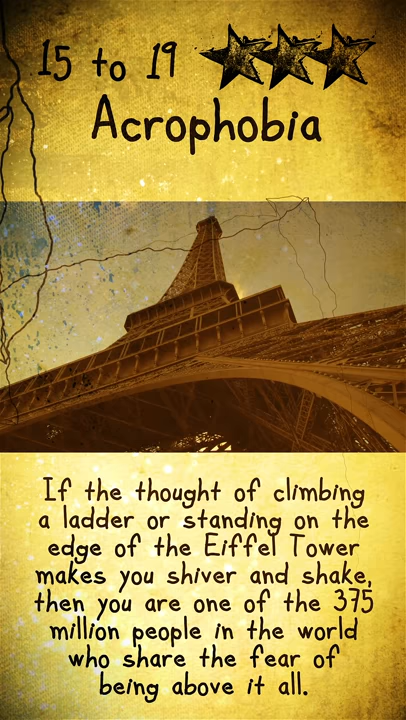 15 to 19
Acrophobia
If the thought of climbing
a ladder or standing on the
edge of the Eiffel Tower
makes you shiver and shake,
then you are one of the 375
million people in the world
who share the fear of
being above it all.